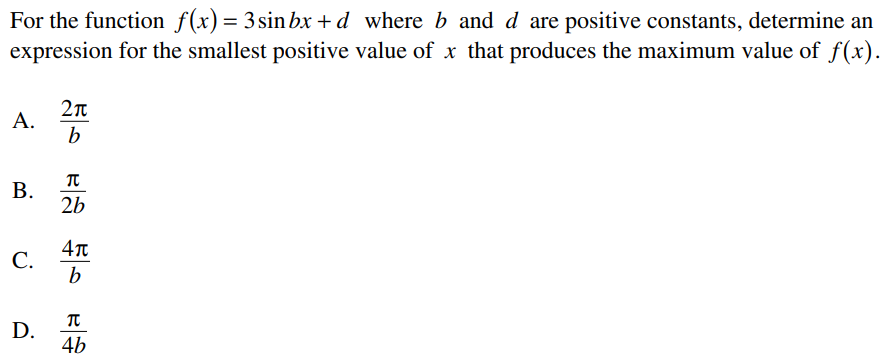 For the function f(x) = 3 sin bx + d where b and d are positive constants, determine an
expression for the smallest positive value of x that produces the maximum value of f(x).
A. 2π/b
B. π/2b
C. 4π/b
D. π/4b